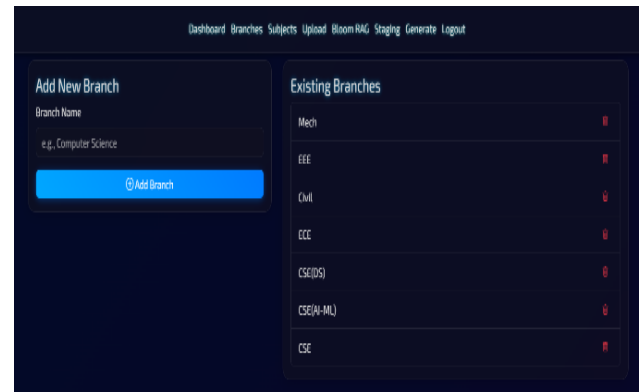 Dashboard Branches Subjects Upload Bloom RAG Staging Generate Logout
Add New Branch
Branch Name
e.g., Computer Science
Add Branch
Existing Branches
Mech
EEE
Civil
ECE
CSE(DS)
CSE(AI-ML)
CSE